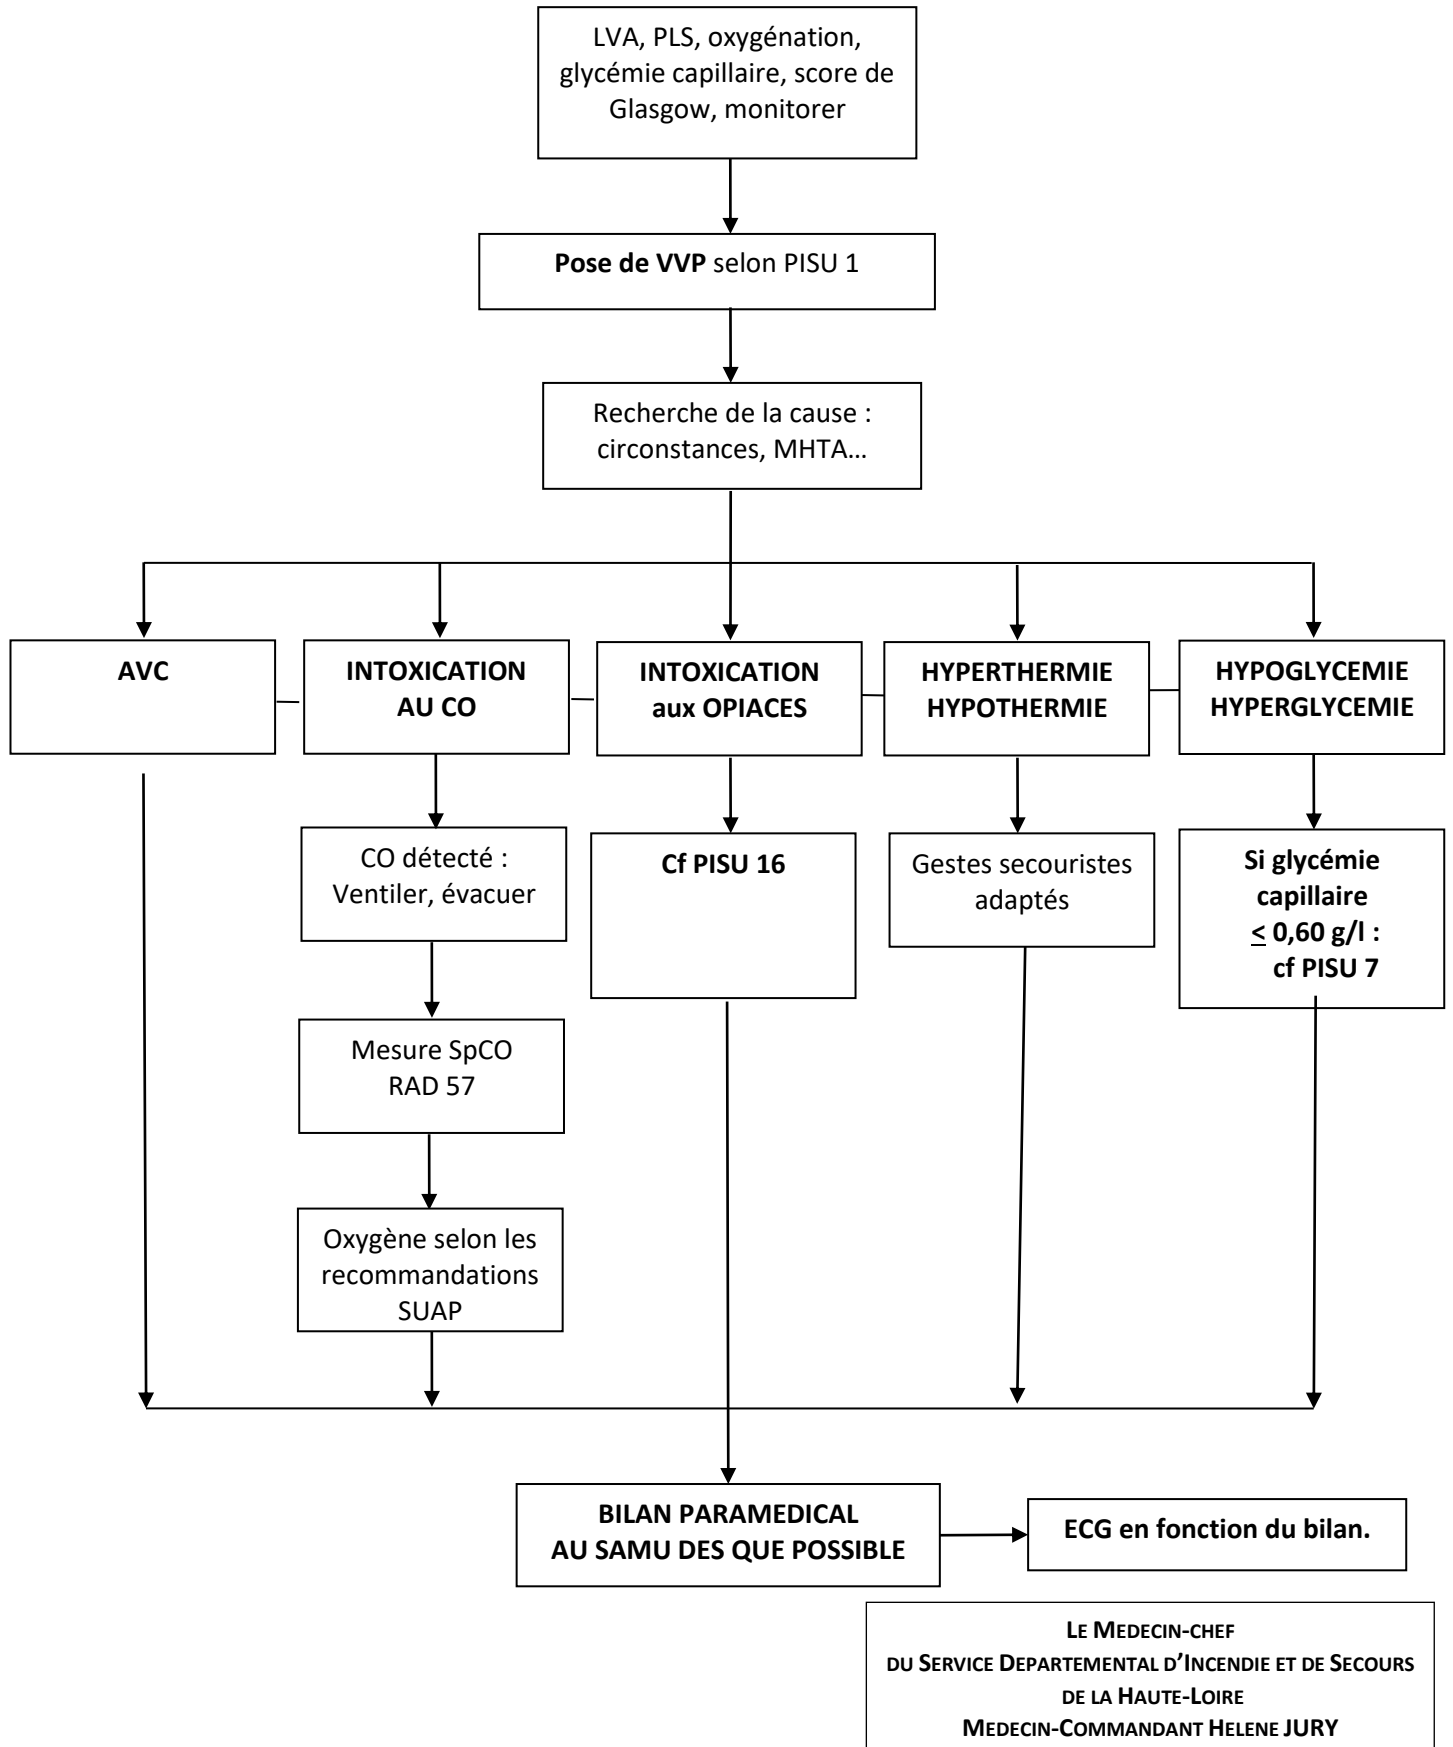 LVA, PLS, oxygénation,
glycémie capillaire, score de
Glasgow, monitorer
Pose de VVP selon PISU 1
Recherche de la cause :
circonstances, MHTA…
AVC
INTOXICATION
AU CO
INTOXICATION
aux OPIACES
HYPERTHERMIE
HYPOTHERMIE
HYPOGLYCEMIE
HYPERGLYCEMIE
CO détecté :
Ventiler, évacuer
Cf PISU 16
Gestes secouristes
adaptés
Si glycémie
capillaire
≤ 0,60 g/l :
cf PISU 7
Mesure SpCO
RAD 57
Oxygène selon les
recommandations
SUAP
BILAN PARAMEDICAL
AU SAMU DES QUE POSSIBLE
ECG en fonction du bilan.
LE MEDECIN-CHEF
DU SERVICE DEPARTEMENTAL D’INCENDIE ET DE SECOURS
DE LA HAUTE-LOIRE
MEDECIN-COMMANDANT HELENE JURY